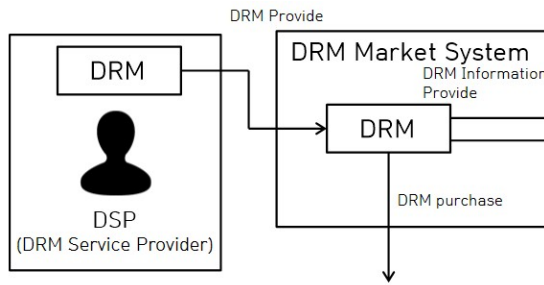 DRM Provide
DRM
DSP
(DRM Service Provider)
DRM Market System
DRM Information
Provide
DRM
DRM purchase